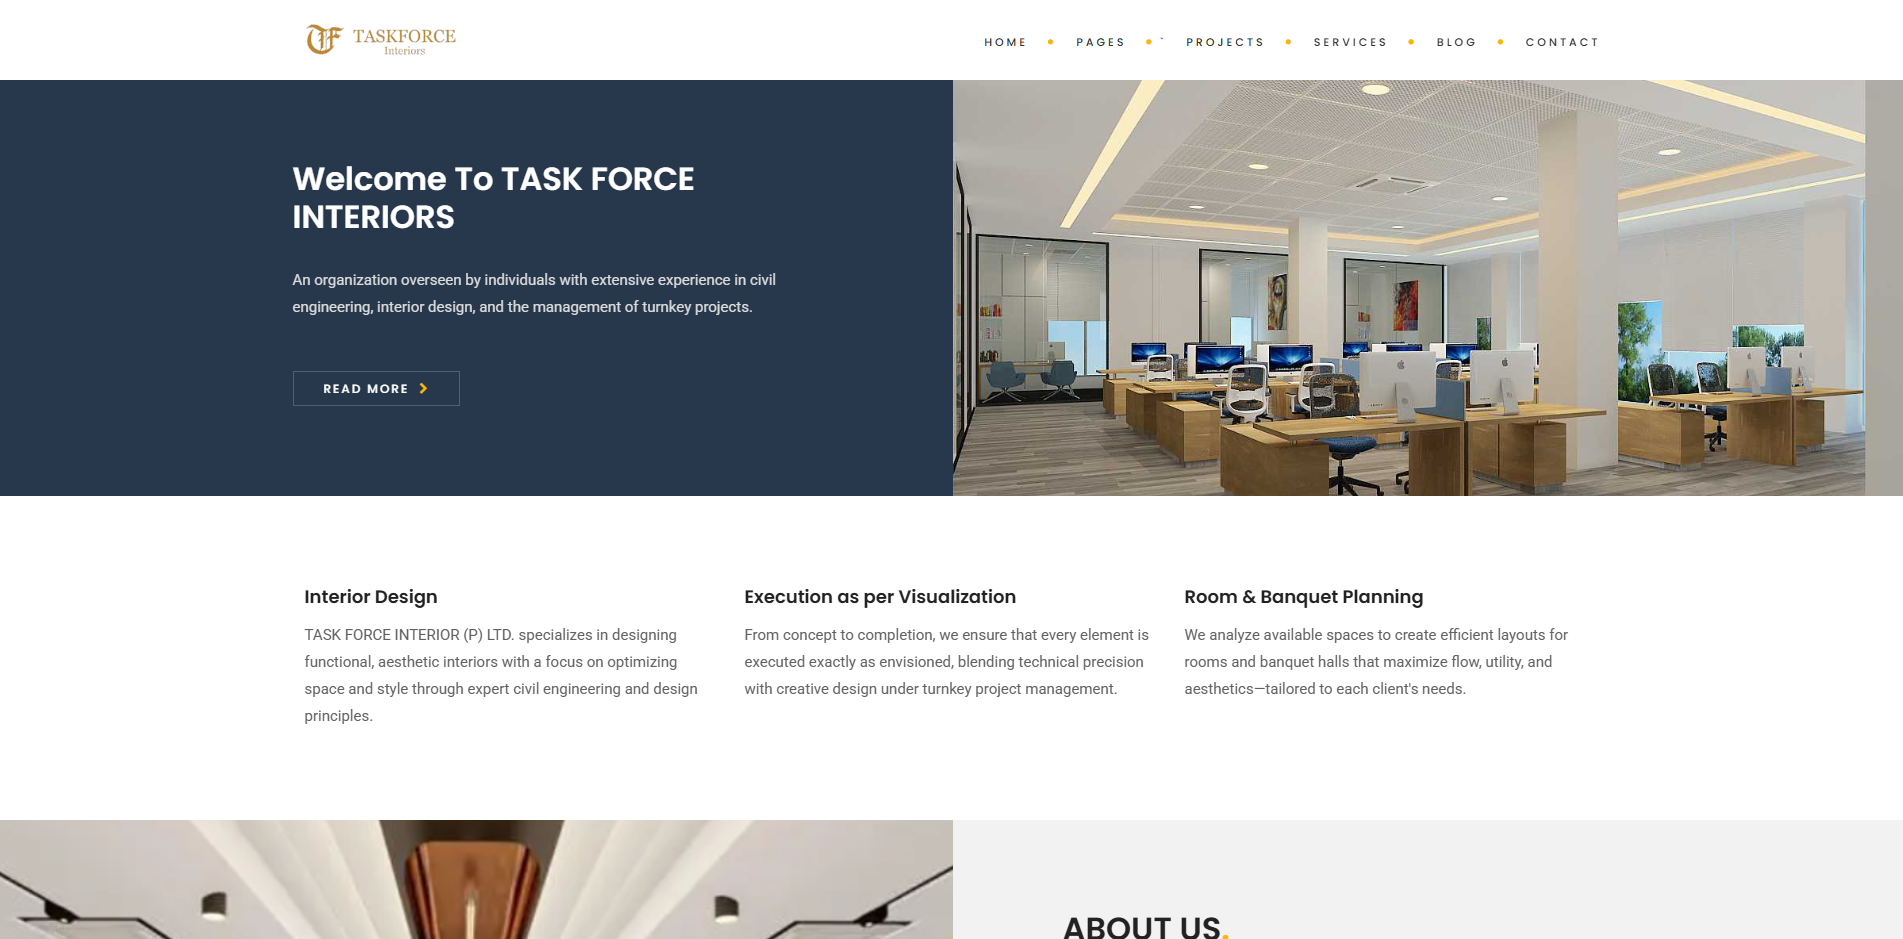 TF TASKFORCE
Interiors
HOME
PAGES
`
PROJECTS
SERVICES
BLOG
CONTACT
Welcome To TASK FORCE
INTERIORS
An organization overseen by individuals with extensive experience in civil
engineering, interior design, and the management of turnkey projects.
READ MORE
Interior Design
TASK FORCE INTERIOR (P) LTD. specializes in designing
functional, aesthetic interiors with a focus on optimizing
space and style through expert civil engineering and design
principles.
Execution as per Visualization
From concept to completion, we ensure that every element is
executed exactly as envisioned, blending technical precision
with creative design under turnkey project management.
Room & Banquet Planning
We analyze available spaces to create efficient layouts for
rooms and banquet halls that maximize flow, utility, and
aesthetics—tailored to each client's needs.
ABOUT US.